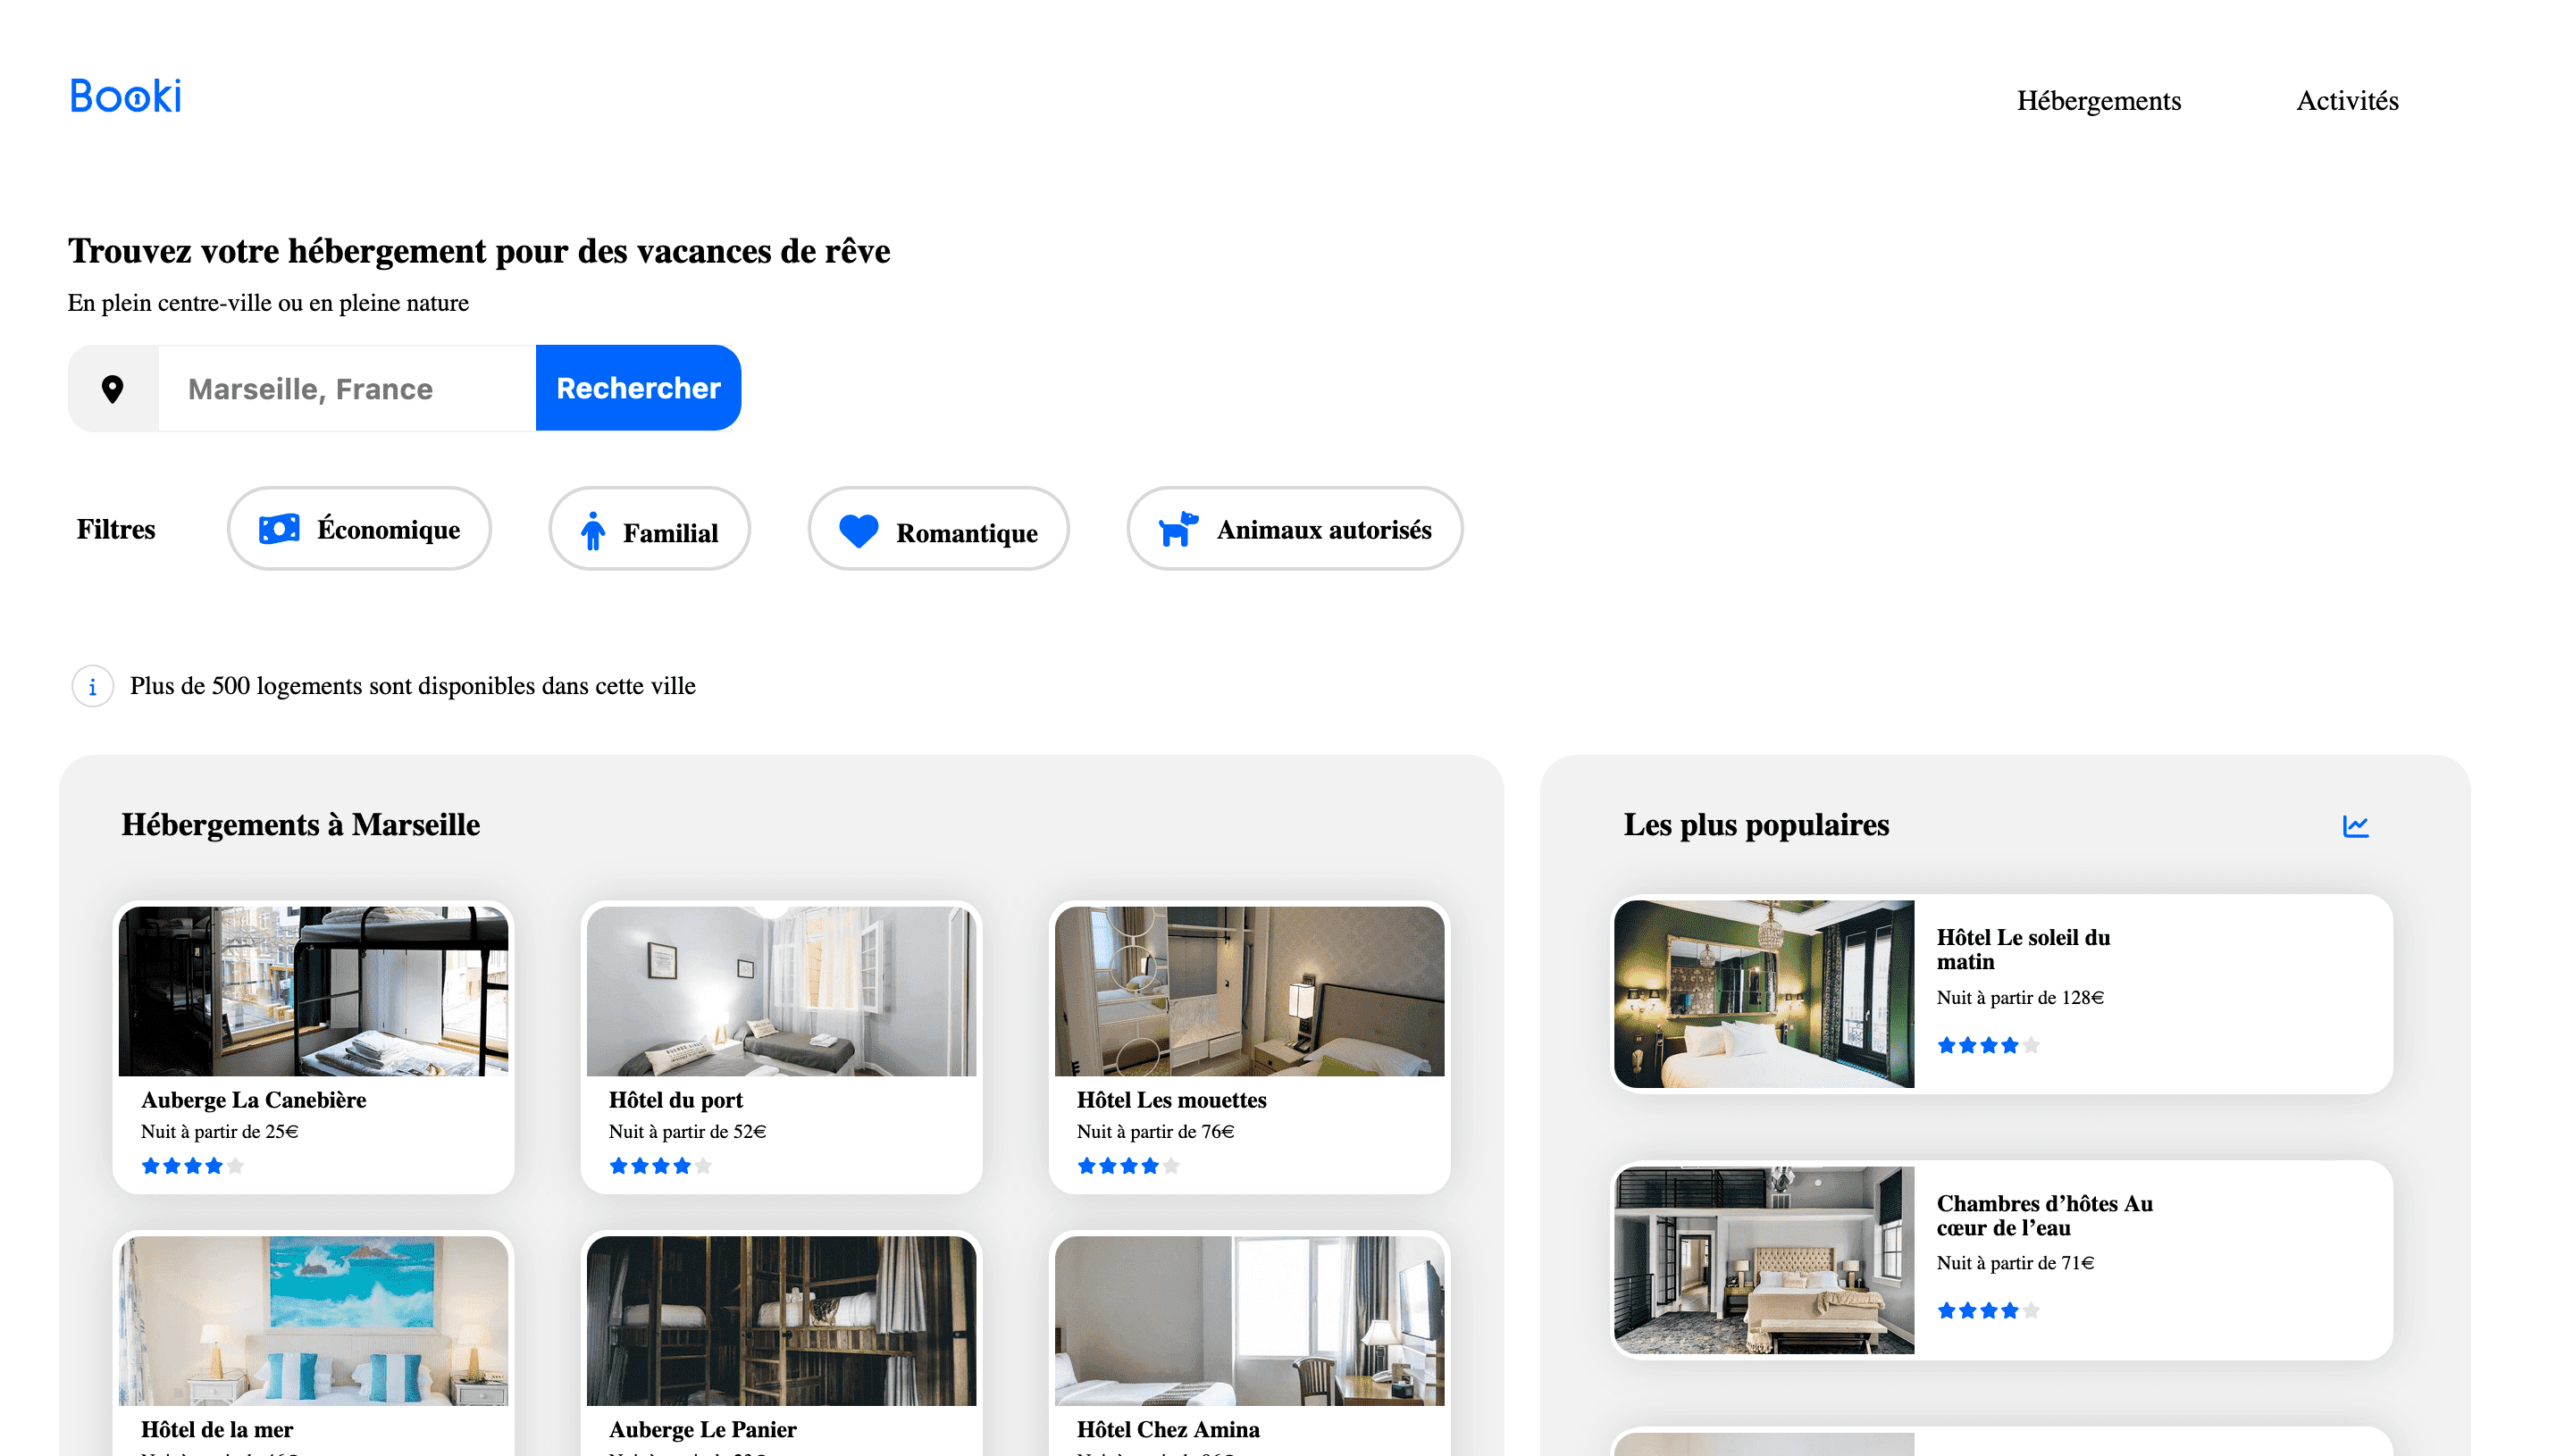 Booki
Hébergements
Activités
Trouvez votre hébergement pour des vacances de rêve
En plein centre-ville ou en pleine nature
Marseille, France
Rechercher
Filtres
Économique
Familial
Romantique
Animaux autorisés
Plus de 500 logements sont disponibles dans cette ville
Hébergements à Marseille
Auberge La Canebière
Nuit à partir de 25€
Hôtel du port
Nuit à partir de 52€
Hôtel Les mouettes
Nuit à partir de 76€
Hôtel de la mer
Auberge Le Panier
Hôtel Chez Amina
Les plus populaires
Hôtel Le soleil du
matin
Nuit à partir de 128€
Chambres d’hôtes Au
cœur de l’eau
Nuit à partir de 71€